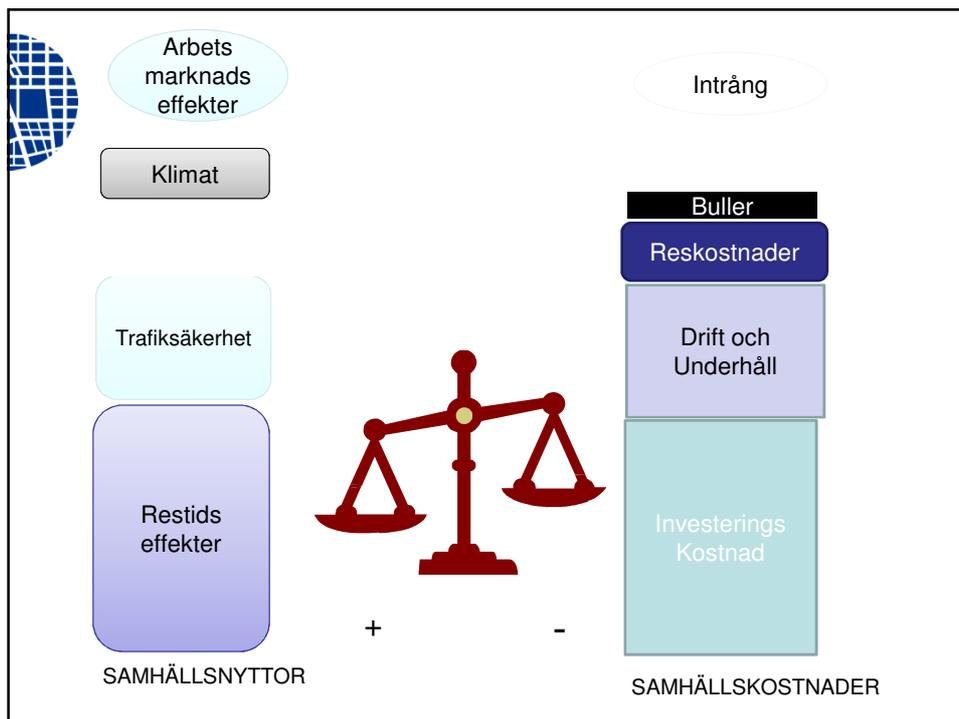 Arbets
marknads
effekter
Klimat
Trafiksäkerhet
Restids
effekter
+
SAMHÄLLSNYTTOR
Intrång
Buller
Reskostnader
Drift och
Underhåll
Investerings
Kostnad
-
SAMHÄLLSKOSTNADER